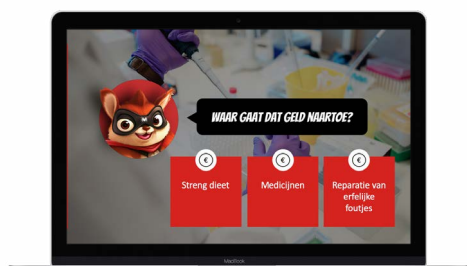 WAAR GAAT DAT GELD NAARTOE?
€
€
€
Streng dieet
Medicijnen
Reparatie van
erfelijke
foutjes
MacBook